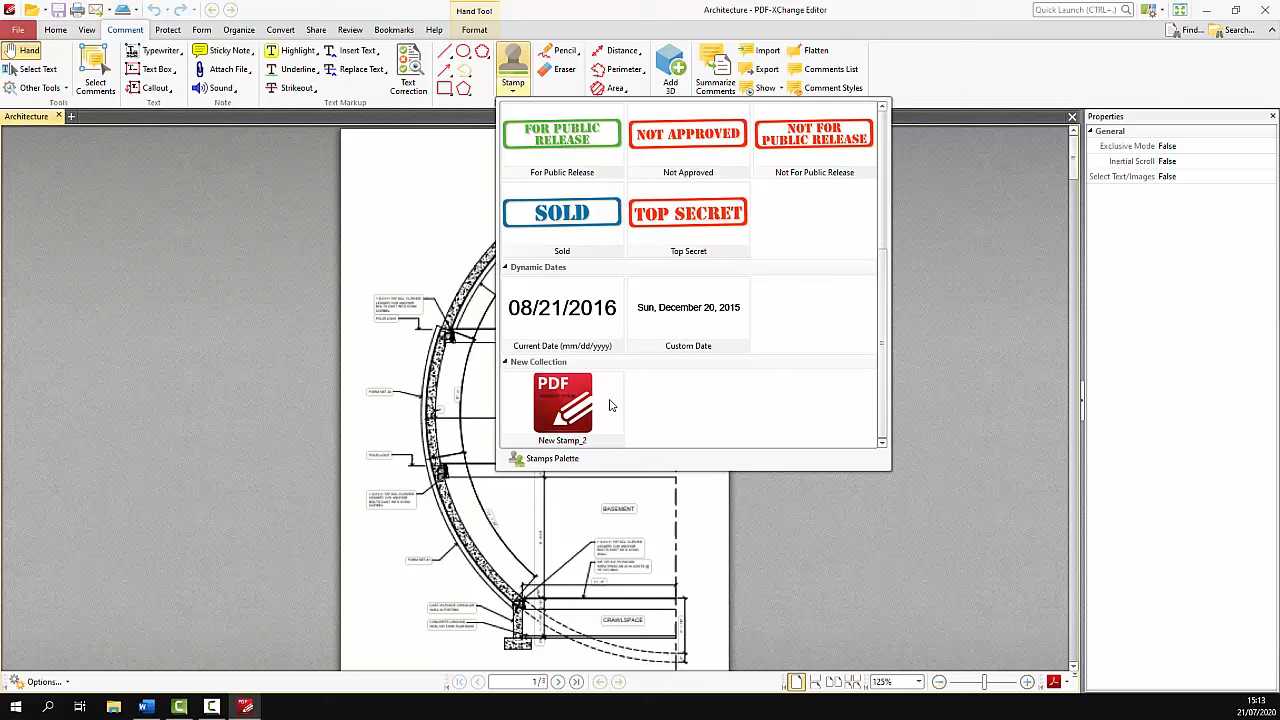 Hand Tool
Architecture - PDF-XChange Editor
Quick Launch (CTRL+.)
File
Home
View
Comment
Protect
Form
Organize
Convert
Share
Review
Bookmarks
Help
Format
Find...
Search...
Hand
Select Text
Other Tools
Tools
Select Comments
Typewriter
Text Box
Callout
Text
Sticky Note
Attach File
Sound
Note
Highlight
Underline
Strikeout
Insert Text
Replace Text
Text Correction
Text Markup
Stamp
Pencil
Eraser
Distance
Perimeter
Area
Add 3D
Summarize Comments
Import
Export
Show
Flatten
Comments List
Comment Styles
Architecture
FOR PUBLIC
RELEASE
NOT APPROVED
NOT FOR
PUBLIC RELEASE
For Public Release
Not Approved
Not For Public Release
SOLD
TOP SECRET
Sold
Top Secret
Dynamic Dates
08/21/2016
Sun, December 20, 2015
Current Date (mm/dd/yyyy)
Custom Date
New Collection
PDF
New Stamp_2
Stamps Palette
Properties
General
Exclusive Mode False
Inertial Scroll False
Select Text/Images False
BASEMENT
CRAWLSPACE
Options...
1/8
125%
15:13
21/07/2020